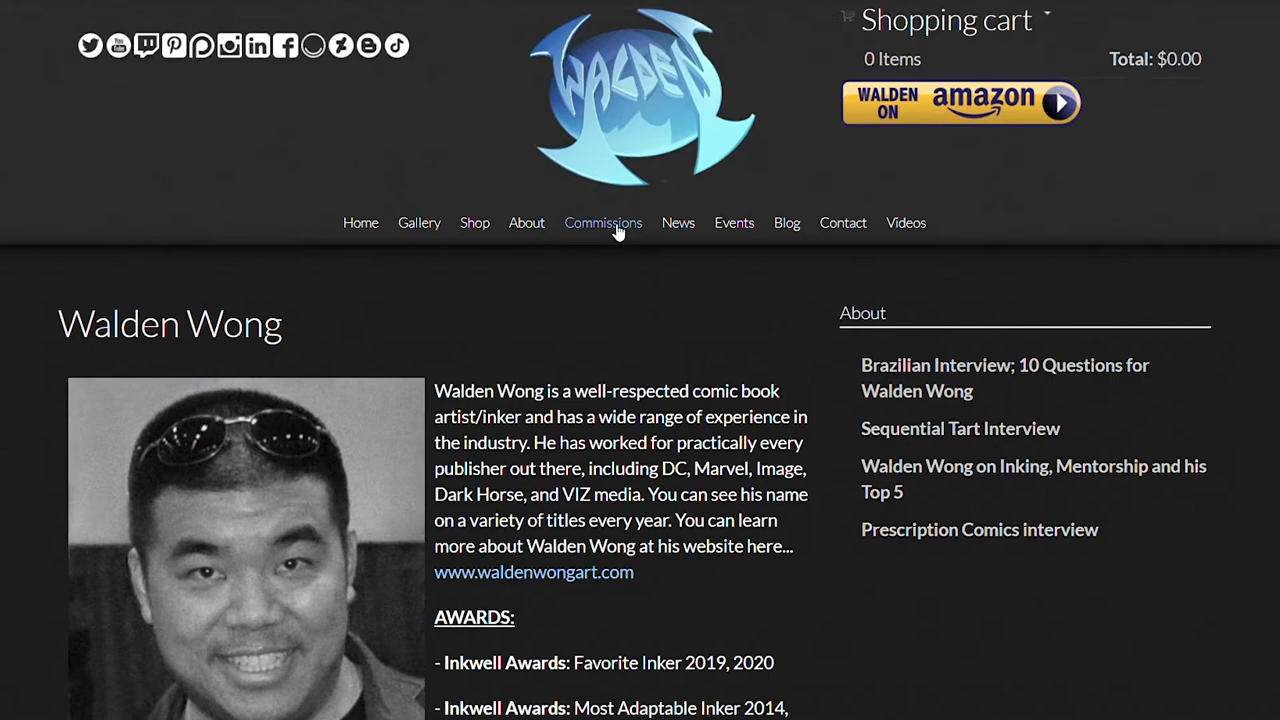 Shopping cart
0 Items Total: $0.00
WALDEN ON amazon
WALDEN
Home Gallery Shop About Commissions News Events Blog Contact Videos
Walden Wong
Walden Wong is a well-respected comic book
artist/inker and has a wide range of experience in
the industry. He has worked for practically every
publisher out there, including DC, Marvel, Image,
Dark Horse, and VIZ media. You can see his name
on a variety of titles every year. You can learn
more about Walden Wong at his website here...
www.waldenwongart.com
AWARDS:
- Inkwell Awards: Favorite Inker 2019, 2020
- Inkwell Awards: Most Adaptable Inker 2014,
About
Brazilian Interview; 10 Questions for
Walden Wong
Sequential Tart Interview
Walden Wong on Inking, Mentorship and his
Top 5
Prescription Comics interview